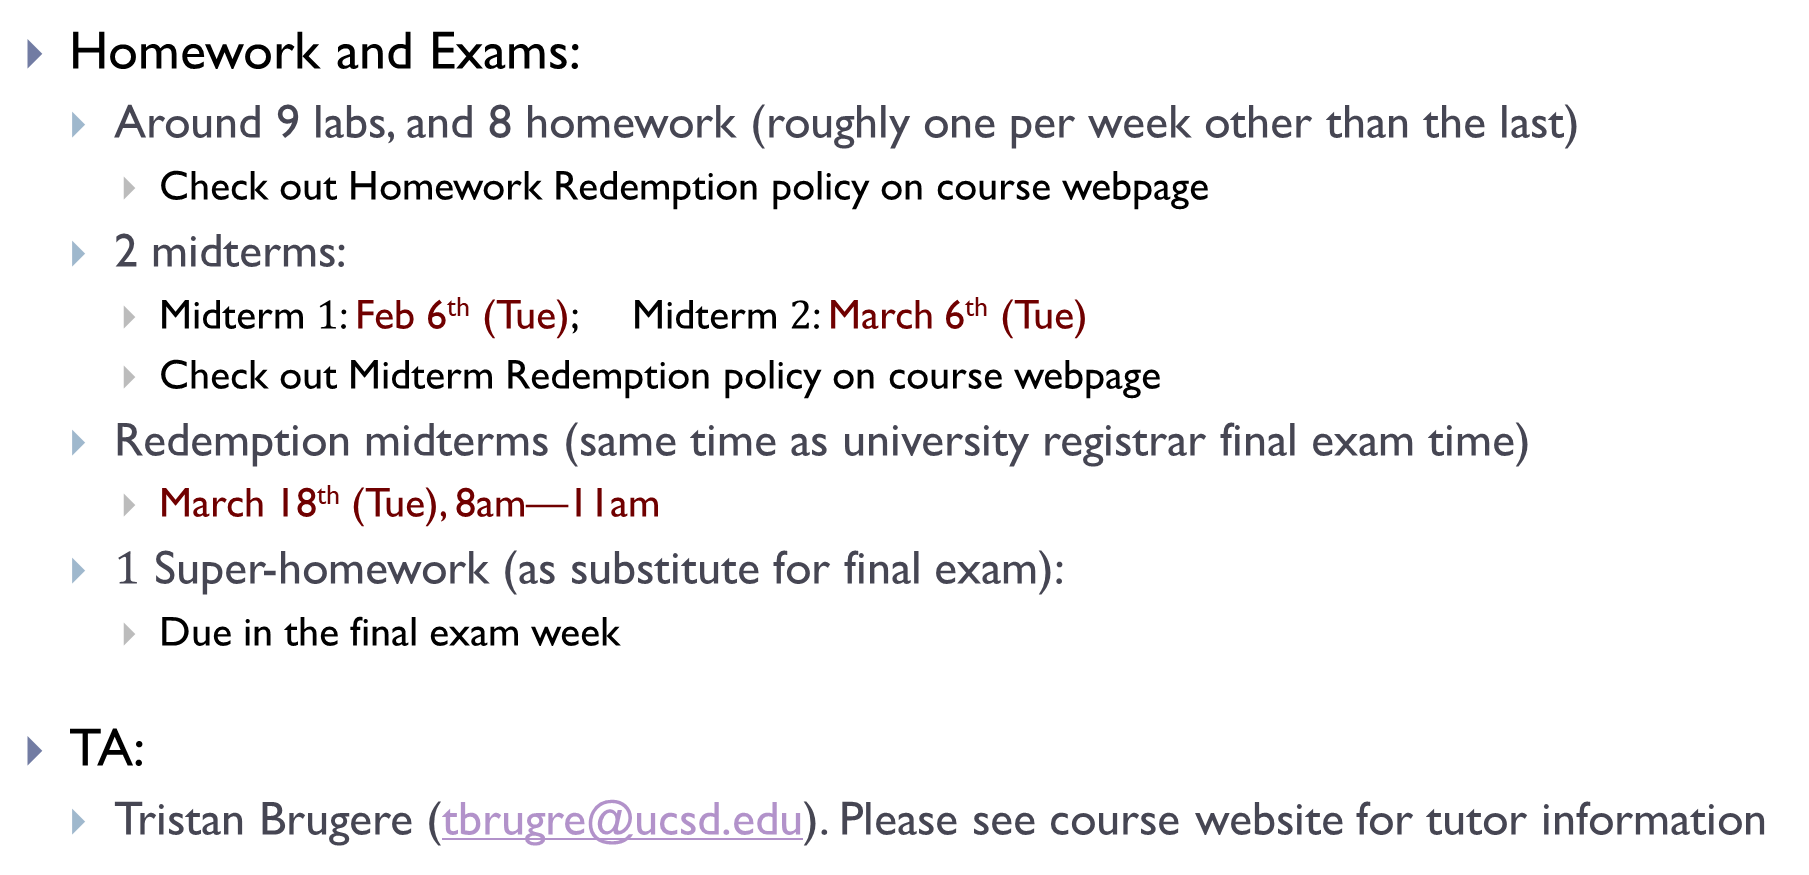 Homework and Exams:
Around 9 labs, and 8 homework (roughly one per week other than the last)
Check out Homework Redemption policy on course webpage
2 midterms:
Midterm 1: Feb 6th (Tue); Midterm 2: March 6th (Tue)
Check out Midterm Redemption policy on course webpage
Redemption midterms (same time as university registrar final exam time)
March 18th (Tue), 8am—11am
1 Super-homework (as substitute for final exam):
Due in the final exam week
TA:
Tristan Brugere (tbrugre@ucsd.edu). Please see course website for tutor information